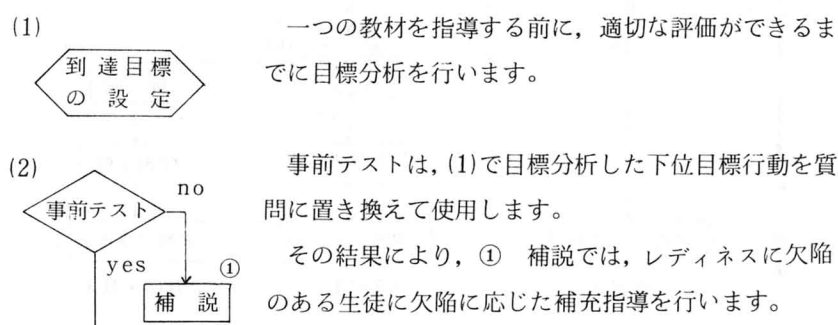 (1)
到達目標
の設定
一つの教材を指導する前に，適切な評価ができるま
でに目標分析を行います。
(2)
事前テスト
no
yes
①
補説
事前テストは，(1)で目標分析した下位目標行動を質
問に置き換えて使用します。
その結果により，① 補説では，レディネスに欠陥
のある生徒に欠陥に応じた補充指導を行います。